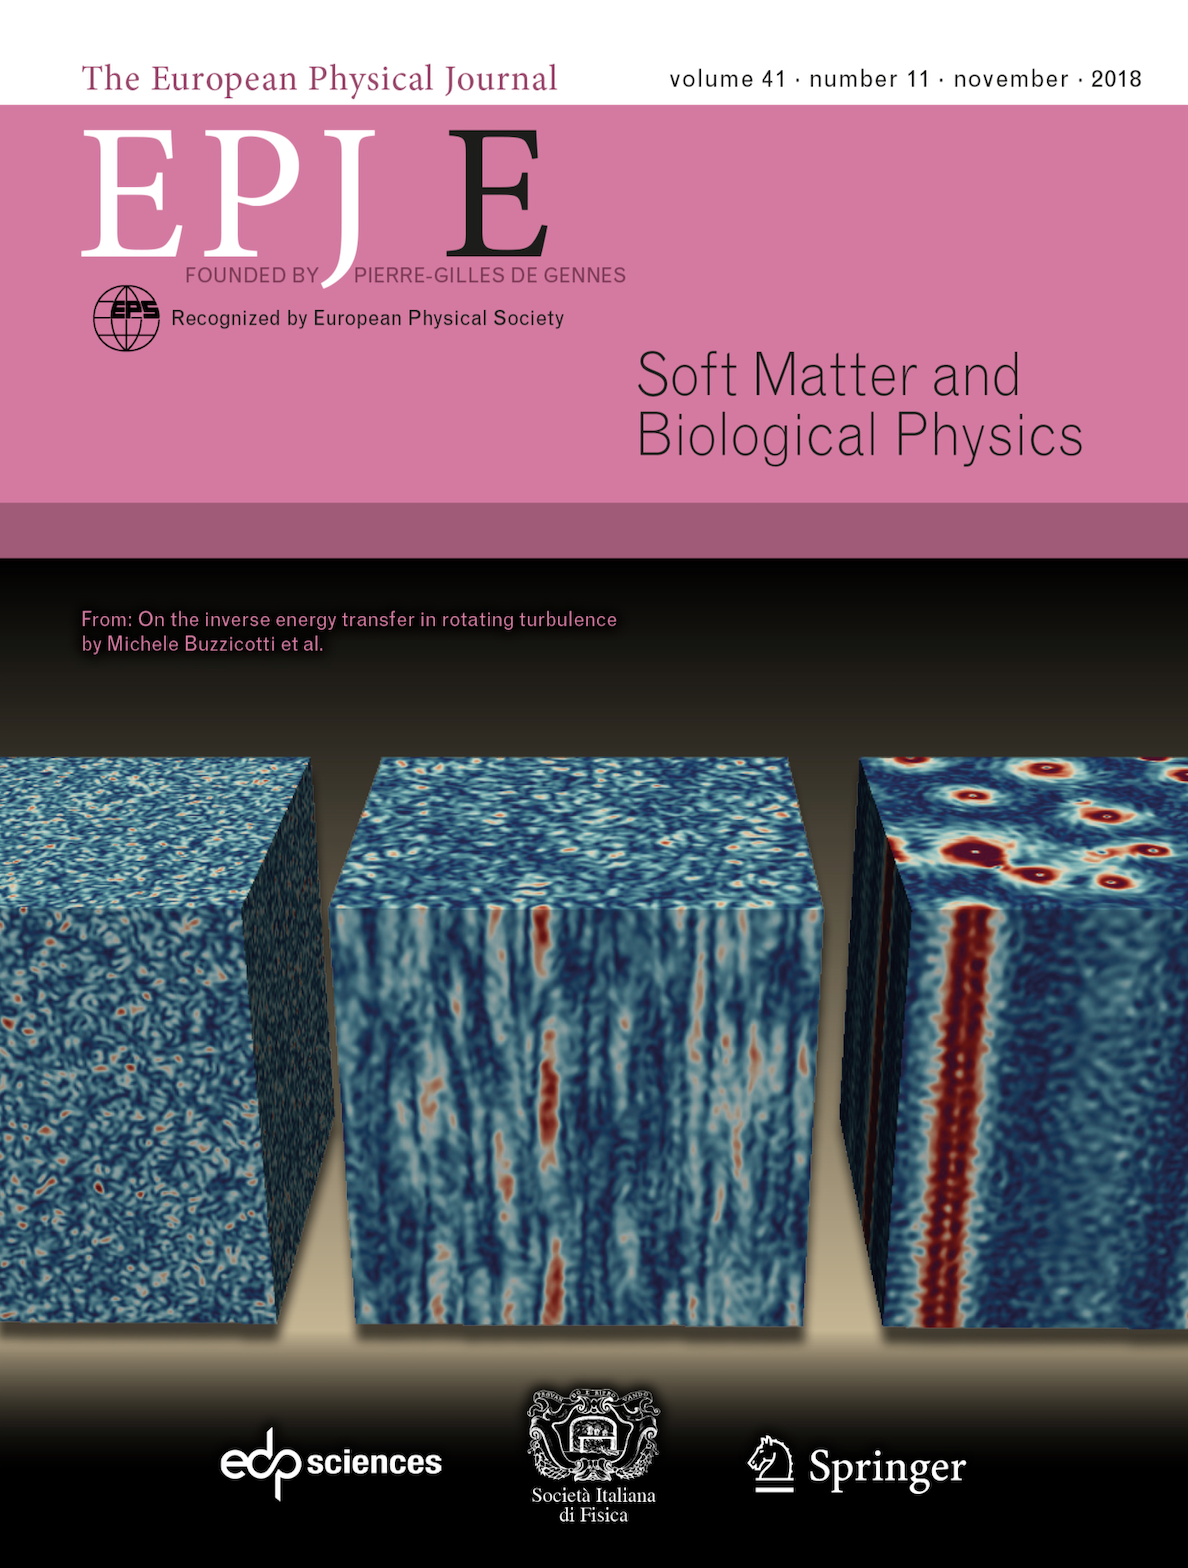 The European Physical Journal
volume 41 · number 11 · november · 2018
EPJ E
FOUNDED BY PIERRE-GILLES DE GENNES
EPS
Recognized by European Physical Society
Soft Matter and
Biological Physics
From: On the inverse energy transfer in rotating turbulence
by Michele Buzzicotti et al.
edp sciences
Società Italiana
di Fisica
Springer